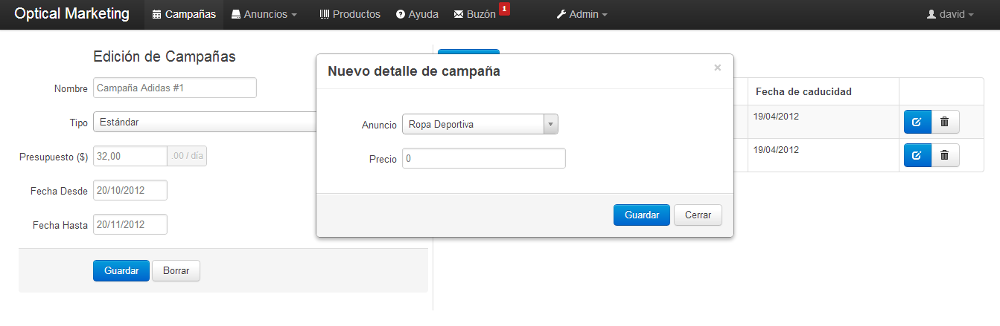 Optical Marketing Campañas Anuncios Productos Ayuda Buzón 1 Admin david
Edición de Campañas
Nombre Campaña Adidas #1
Tipo Estándar
Presupuesto ($) 32,00 .00 / día
Fecha Desde 20/10/2012
Fecha Hasta 20/11/2012
Guardar Borrar
Nuevo detalle de campaña ×
Anuncio Ropa Deportiva
Precio 0
Guardar Cerrar
Fecha de caducidad
19/04/2012
19/04/2012